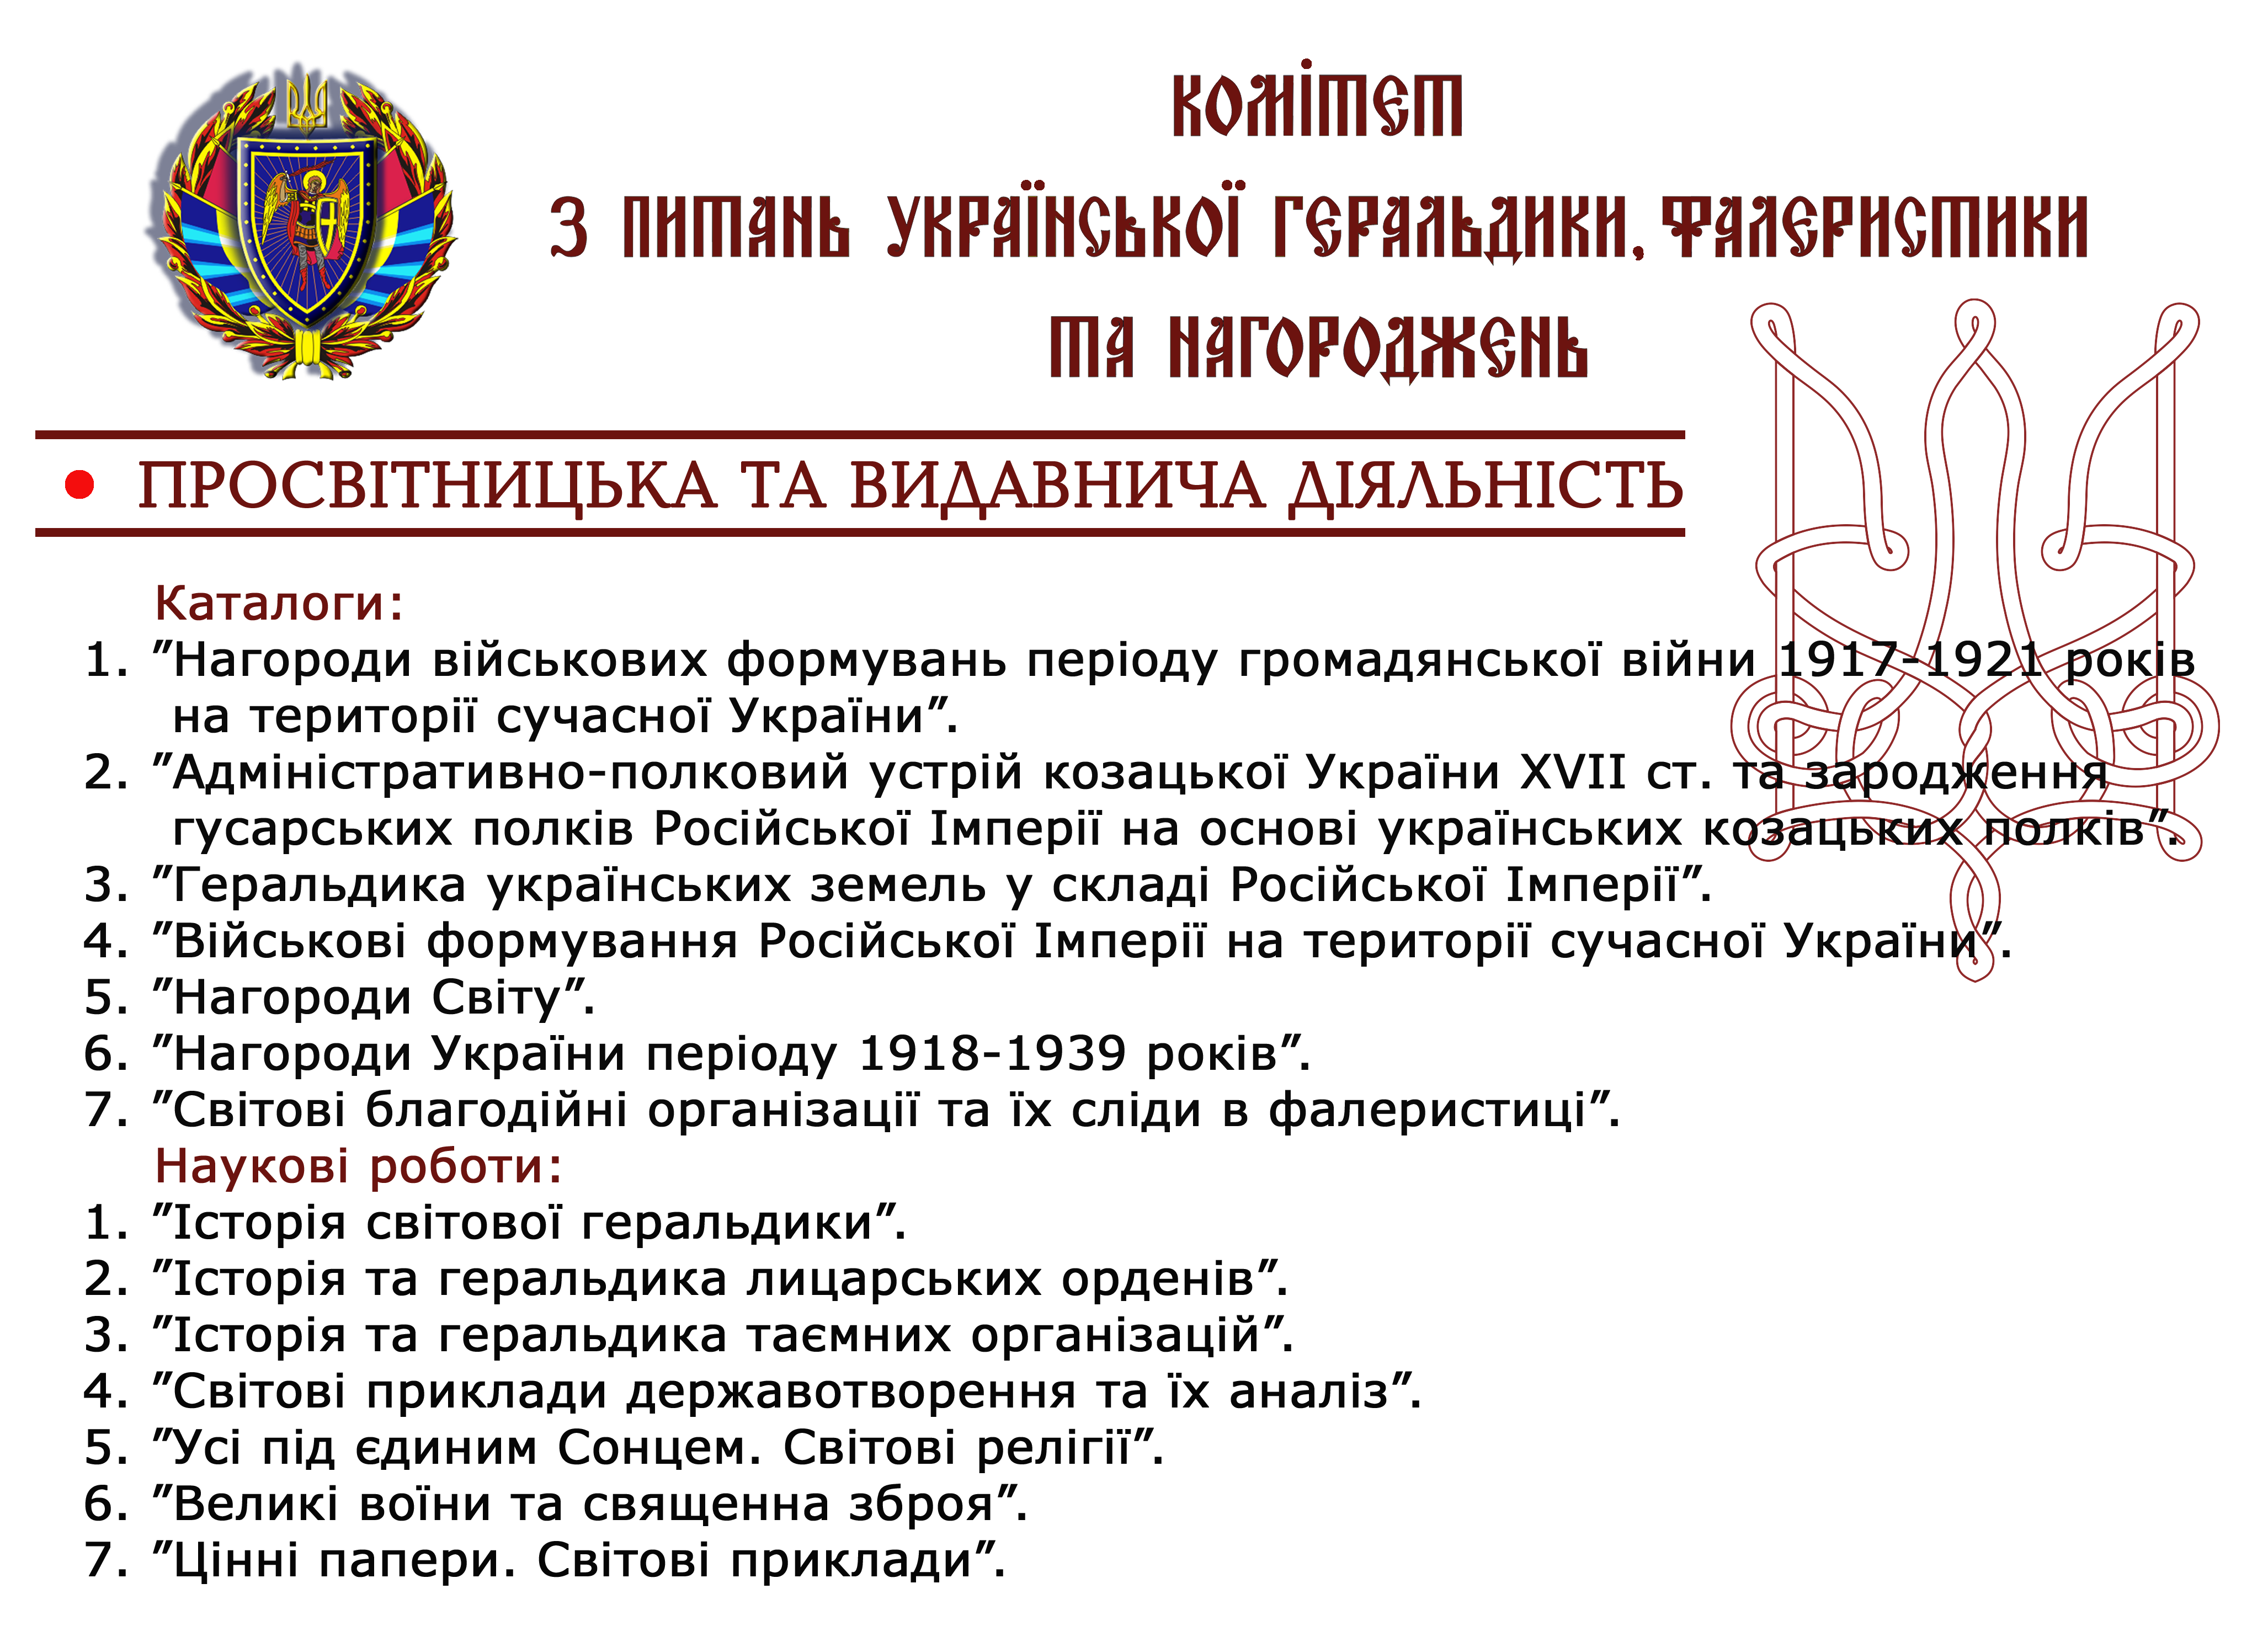 КОМІТЕТ
З ПИТАНЬ УКРАЇНСЬКОЇ ГЕРАЛЬДИКИ, ФАЛЕРИСТИКИ
ТА НАГОРОДЖЕНЬ
• ПРОСВІТНИЦЬКА ТА ВИДАВНИЧА ДІЯЛЬНІСТЬ
Каталоги:
1. "Нагороди військових формувань періоду громадянської війни 1917-1921 років
на території сучасної України".
2. "Адміністративно-полковий устрій козацької України XVII ст. та зародження
гусарських полків Російської Імперії на основі українських козацьких полків".
3. "Геральдика українських земель у складі Російської Імперії".
4. "Військові формування Російської Імперії на території сучасної України".
5. "Нагороди Світу".
6. "Нагороди України періоду 1918-1939 років".
7. "Світові благодійні організації та їх сліди в фалеристиці".
Наукові роботи:
1. "Історія світової геральдики".
2. "Історія та геральдика лицарських орденів".
3. "Історія та геральдика таємних організацій".
4. "Світові приклади державотворення та їх аналіз".
5. "Усі під єдиним Сонцем. Світові релігії".
6. "Великі воїни та священна зброя".
7. "Цінні папери. Світові приклади".